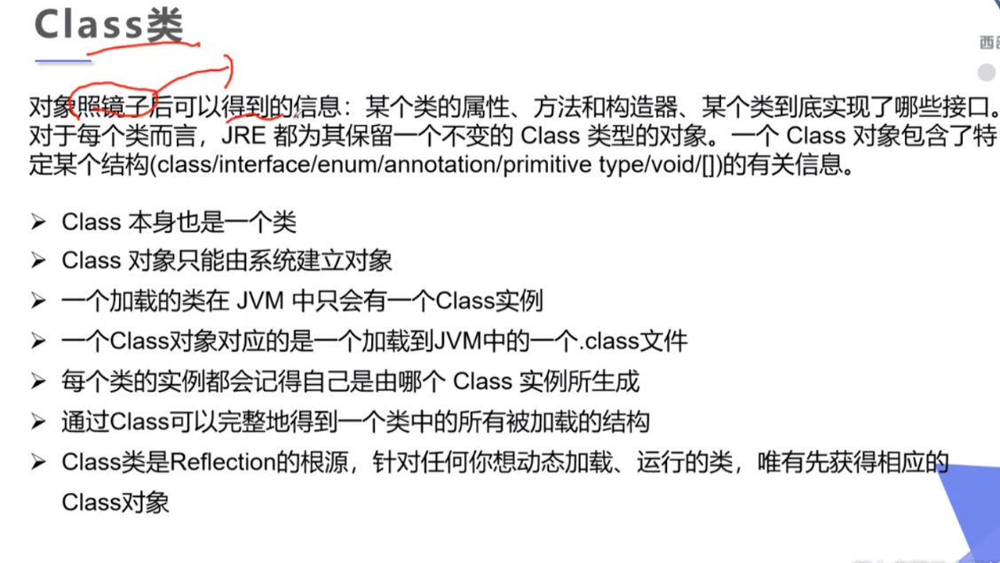 Class类
西部
对象照镜子后可以得到的信息：某个类的属性、方法和构造器、某个类到底实现了哪些接口。
对于每个类而言，JRE 都为其保留一个不变的 Class 类型的对象。一个 Class 对象包含了特
定某个结构(class/interface/enum/annotation/primitive type/void/[])的有关信息。
➢ Class 本身也是一个类
➢ Class 对象只能由系统建立对象
➢ 一个加载的类在 JVM 中只会有一个Class实例
➢ 一个Class对象对应的是一个加载到JVM中的一个.class文件
➢ 每个类的实例都会记得自己是由哪个 Class 实例所生成
➢ 通过Class可以完整地得到一个类中的所有被加载的结构
➢ Class类是Reflection的根源，针对任何你想动态加载、运行的类，唯有先获得相应的
Class对象